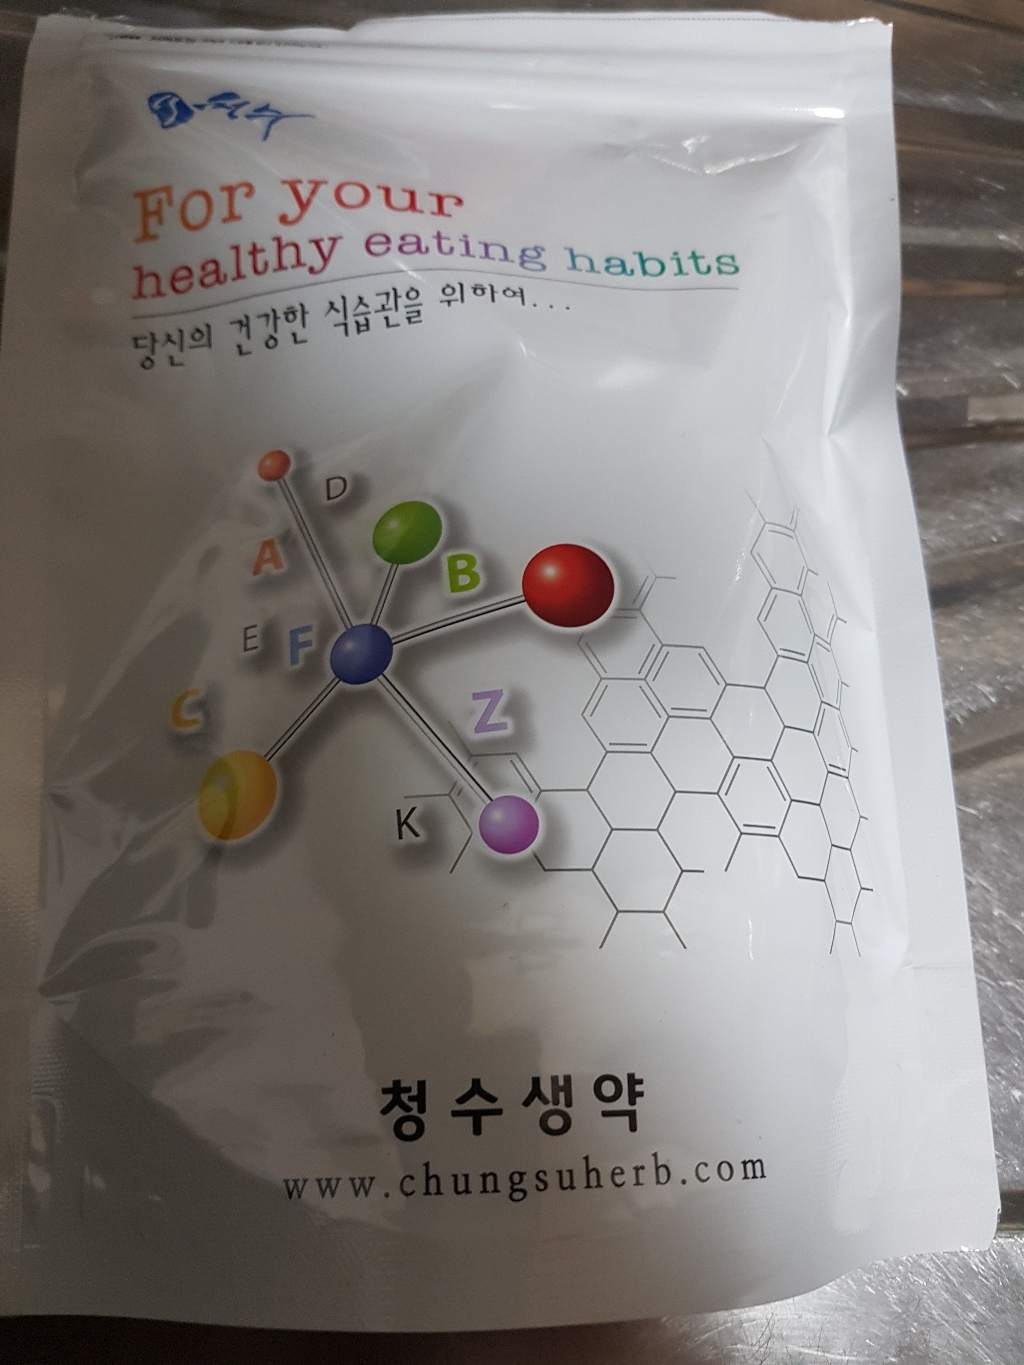 청수
For your
healthy eating habits
당신의 건강한 식습관을 위하여...
D
A
B
E F
C
Z
K
청수생약
www.chungsuherb.com